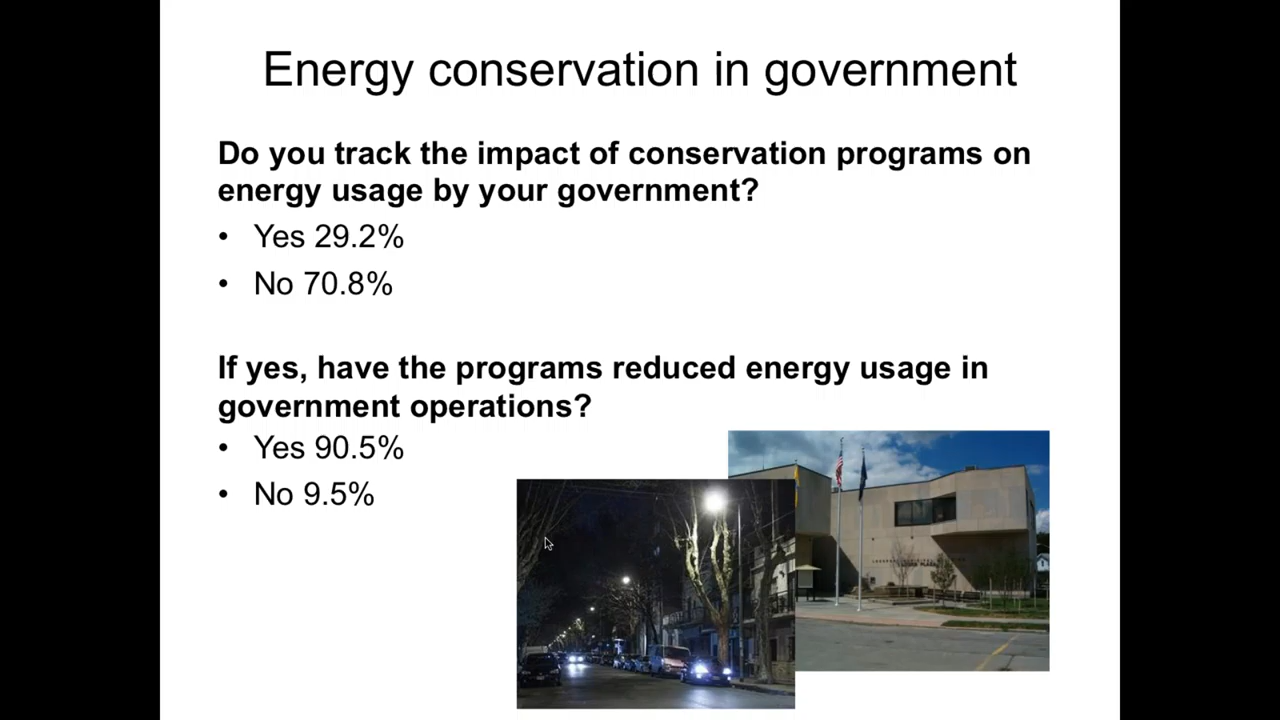 Energy conservation in government
Do you track the impact of conservation programs on
energy usage by your government?
• Yes 29.2%
• No 70.8%
If yes, have the programs reduced energy usage in
government operations?
• Yes 90.5%
• No 9.5%